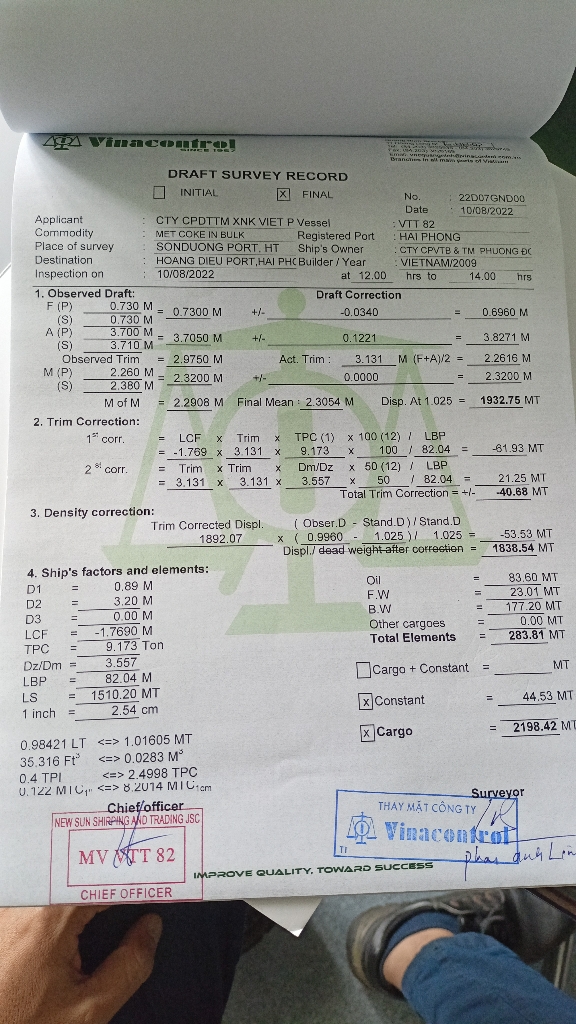 Vinacontrol
SINCE 1957
Branches in all main ports of Vietnam
DRAFT SURVEY RECORD
INITIAL X FINAL
No. : 22D07GND00
Date : 10/08/2022
Applicant : CTY CPDTTM XNK VIET P Vessel : VTT 82
Commodity : MET COKE IN BULK Registered Port : HAI PHONG
Place of survey : SONDUONG PORT, HT Ship's Owner : CTY CPVTB & TM PHUONG ĐÔ
Destination : HOANG DIEU PORT,HAI PHC Builder / Year : VIETNAM/2009
Inspection on : 10/08/2022 at 12.00 hrs to 14.00 hrs
1. Observed Draft: Draft Correction
F (P) 0.730 M = 0.7300 M +/- -0.0340 = 0.6960 M
(S) 0.730 M
A (P) 3.700 M = 3.7050 M +/- 0.1221 = 3.8271 M
(S) 3.710 M
Observed Trim = 2.9750 M Act. Trim : 3.131 M (F+A)/2 = 2.2616 M
M (P) 2.260 M = 2.3200 M +/- 0.0000 = 2.3200 M
(S) 2.380 M
M of M = 2.2908 M Final Mean : 2.3054 M Disp. At 1.025 = 1932.75 MT
2. Trim Correction:
1st corr. = LCF x Trim x TPC (1) x 100 (12) / LBP
= -1.769 x 3.131 x 9.173 x 100 / 82.04 = -61.93 MT
2st corr. = Trim x Trim x Dm/Dz x 50 (12) / LBP
= 3.131 x 3.131 x 3.557 x 50 / 82.04 = 21.25 MT
Total Trim Correction = +/- -40.68 MT
3. Density correction:
Trim Corrected Displ. ( Obser.D - Stand.D ) / Stand.D
1892.07 x ( 0.9960 - 1.025 ) / 1.025 = -53.53 MT
Displ./ dead weight after correction = 1838.54 MT
4. Ship's factors and elements:
D1 = 0.89 M Oil = 83.60 MT
D2 = 3.20 M F.W = 23.01 MT
D3 = 0.00 M B.W = 177.20 MT
LCF = -1.7690 M Other cargoes = 0.00 MT
TPC = 9.173 Ton Total Elements = 283.81 MT
Dz/Dm = 3.557 Cargo + Constant = MT
LBP = 82.04 M
LS = 1510.20 MT X Constant = 44.53 MT
1 inch = 2.54 cm X Cargo = 2198.42 MT
0.98421 LT <=> 1.01605 MT
35.316 Ft³ <=> 0.0283 M³
0.4 TPI <=> 2.4998 TPC
0.122 MTC1" <=> 8.2014 MTC1cm
Chief/officer Surveyor
NEW SUN SHIPPING AND TRADING JSC
MV VTT 82
CHIEF OFFICER
THAY MẶT CÔNG TY
Vinacontrol
T1
IMPROVE QUALITY, TOWARD SUCCESS